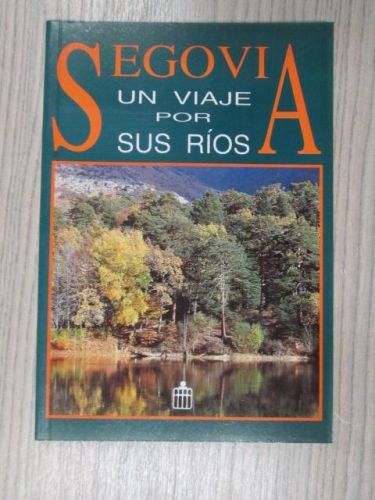 SEGOVIA
UN VIAJE
POR
SUS RÍOS